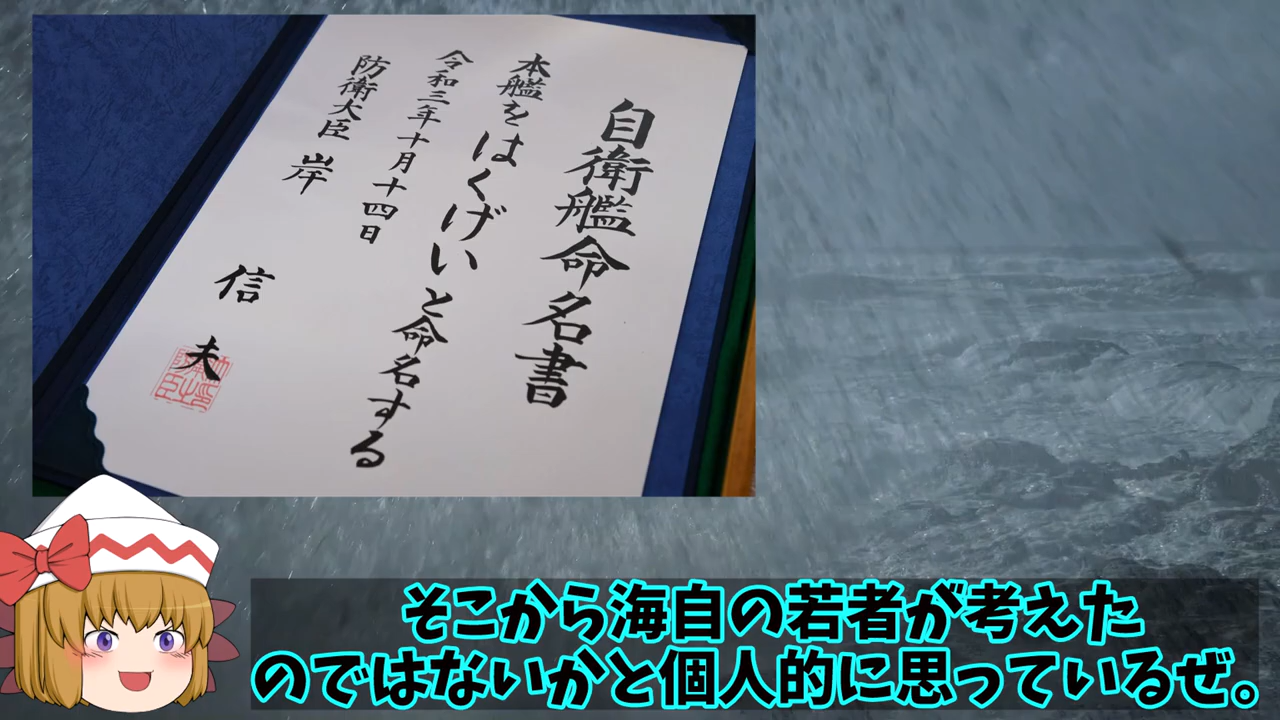 自衛艦命名書
本艦をはくげいと命名する
令和三年十月十四日
防衛大臣 岸 信 夫
そこから海自の若者が考えた
のではないかと個人的に思っているぜ。